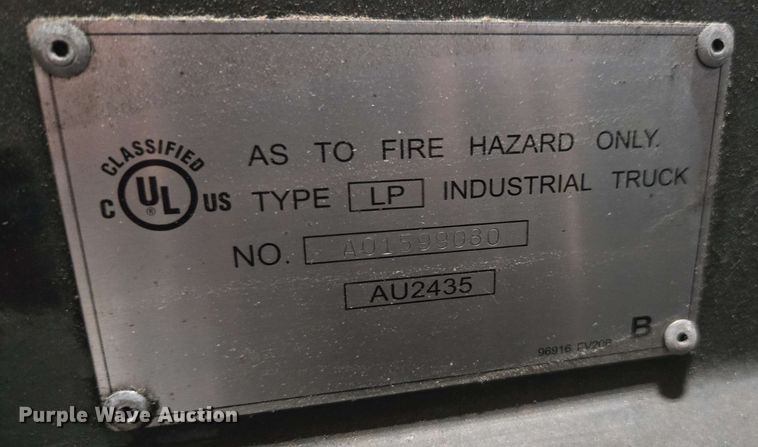 CLASSIFIED
C UL US
®
AS TO FIRE HAZARD ONLY.
TYPE LP INDUSTRIAL TRUCK
NO. A01599080
AU2435
B
96916
Purple Wave Auction